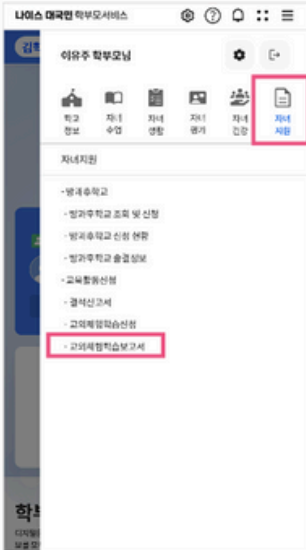 나이스 대국민 학부모서비스
김학
이유주 학부모님
학교 정보
자녀 수업
자녀 생활
자녀 평가
자녀 건강
자녀 지원
자녀지원
- 방과후학교
- 방과후학교 조회 및 신청
- 방과후학교 신청 현황
- 방과후학교 출결정보
- 교육활동신청
- 결석신고서
- 교외체험학습신청
- 교외체험학습보고서
학부